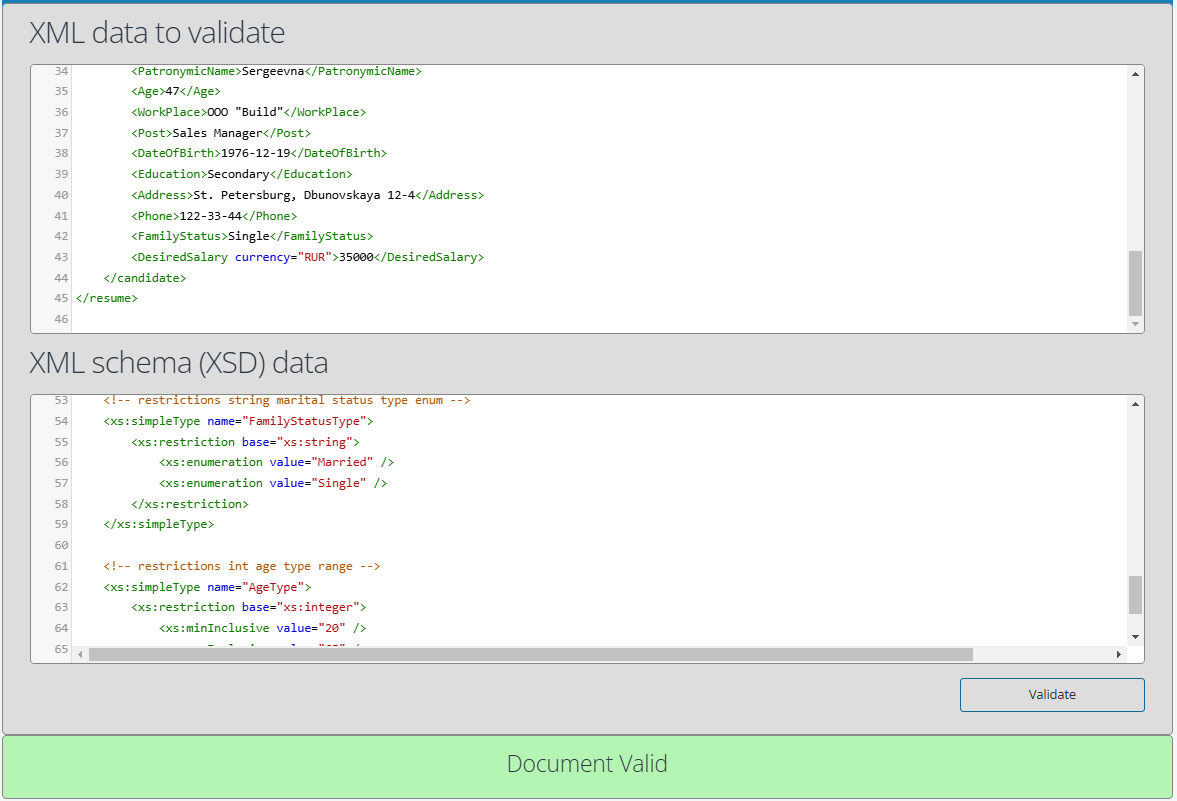 XML data to validate
34 <PatronymicName>Sergeevna</PatronymicName>
35 <Age>47</Age>
36 <WorkPlace>OOO "Build"</WorkPlace>
37 <Post>Sales Manager</Post>
38 <DateOfBirth>1976-12-19</DateOfBirth>
39 <Education>Secondary</Education>
40 <Address>St. Petersburg, Dbunovskaya 12-4</Address>
41 <Phone>122-33-44</Phone>
42 <FamilyStatus>Single</FamilyStatus>
43 <DesiredSalary currency="RUR">35000</DesiredSalary>
44 </candidate>
45 </resume>
46
XML schema (XSD) data
53 <!-- restrictions string marital status type enum -->
54 <xs:simpleType name="FamilyStatusType">
55 <xs:restriction base="xs:string">
56 <xs:enumeration value="Married" />
57 <xs:enumeration value="Single" />
58 </xs:restriction>
59 </xs:simpleType>
60
61 <!-- restrictions int age type range -->
62 <xs:simpleType name="AgeType">
63 <xs:restriction base="xs:integer">
64 <xs:minInclusive value="20" />
65
Validate
Document Valid